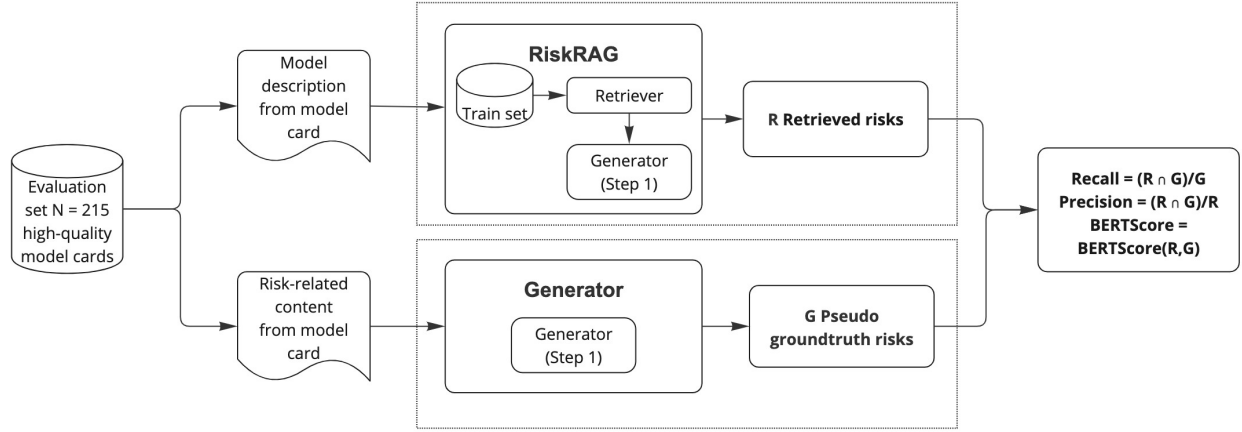 Evaluation
set N = 215
high-quality
model cards
Model
description
from model
card
RiskRAG
Train set
Retriever
Generator
(Step 1)
R Retrieved risks
Risk-related
content
from model
card
Generator
Generator
(Step 1)
G Pseudo
groundtruth risks
Recall = (R ∩ G)/G
Precision = (R ∩ G)/R
BERTScore =
BERTScore(R,G)